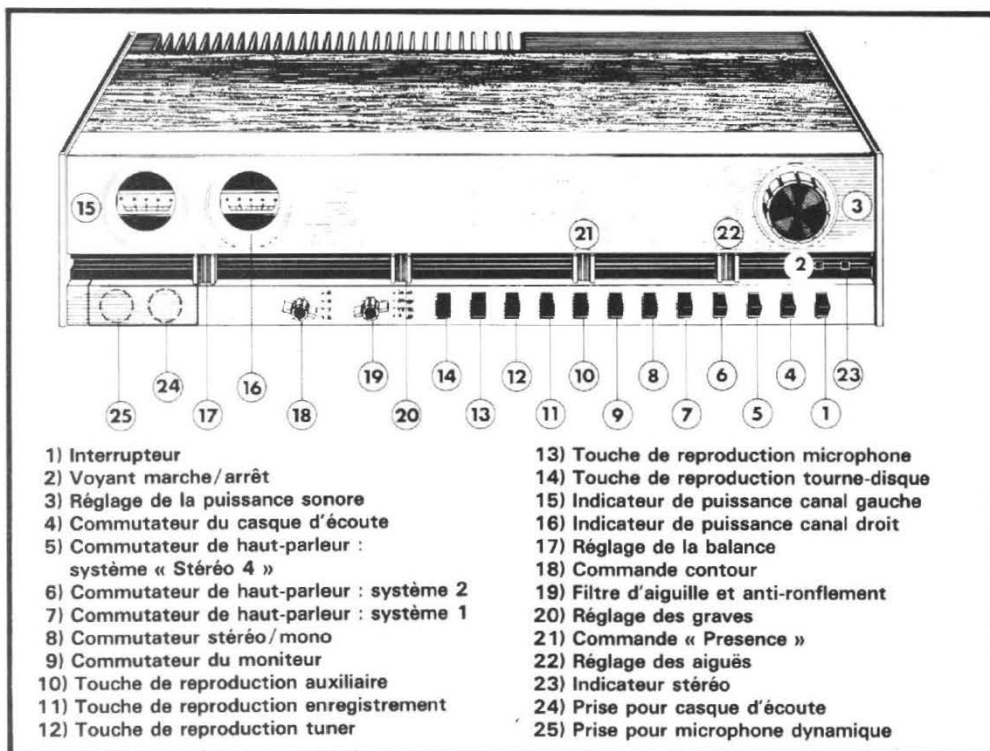 15
21
22
3
2
25
24
17
16
18
19
20
14
13
12
11
10
9
8
7
6
5
4
1
23
1) Interrupteur
2) Voyant marche/arrêt
3) Réglage de la puissance sonore
4) Commutateur du casque d'écoute
5) Commutateur de haut-parleur :
système « Stéréo 4 »
6) Commutateur de haut-parleur : système 2
7) Commutateur de haut-parleur : système 1
8) Commutateur stéréo/mono
9) Commutateur du moniteur
10) Touche de reproduction auxiliaire
11) Touche de reproduction enregistrement
12) Touche de reproduction tuner
13) Touche de reproduction microphone
14) Touche de reproduction tourne-disque
15) Indicateur de puissance canal gauche
16) Indicateur de puissance canal droit
17) Réglage de la balance
18) Commande contour
19) Filtre d'aiguille et anti-ronflement
20) Réglage des graves
21) Commande « Presence »
22) Réglage des aiguës
23) Indicateur stéréo
24) Prise pour casque d'écoute
25) Prise pour microphone dynamique